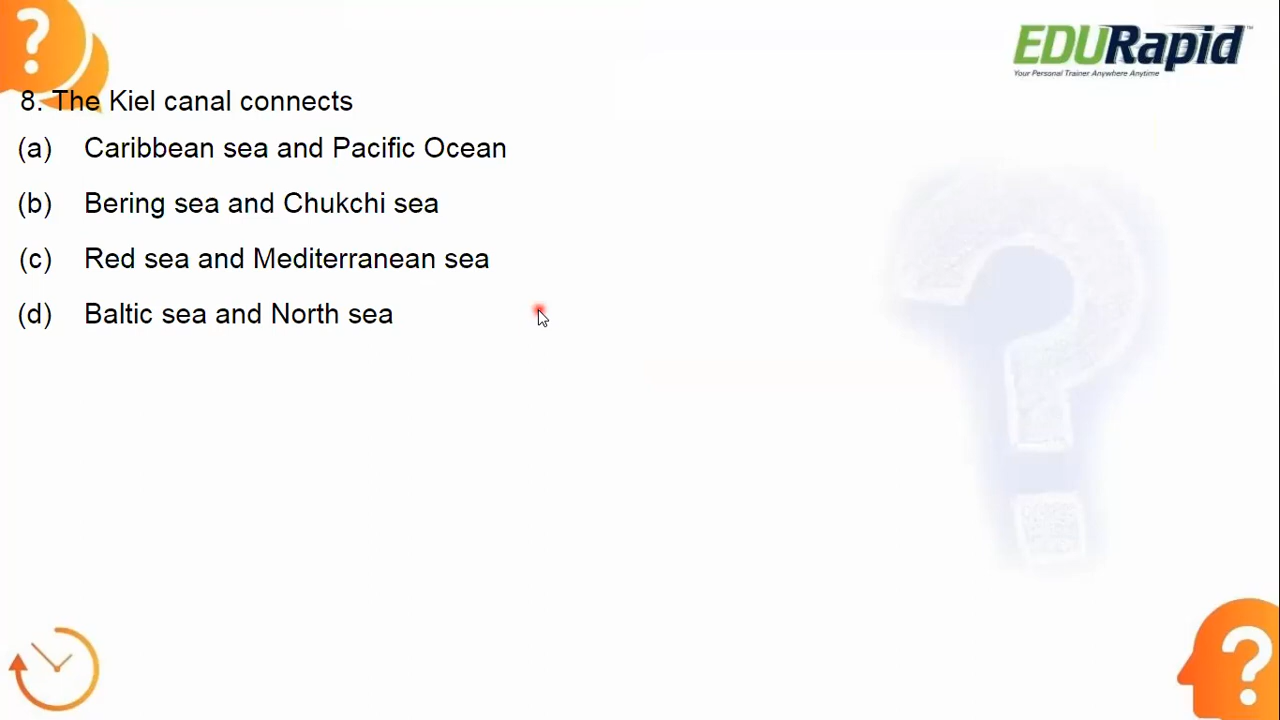 EDURapid™
Your Personal Trainer Anywhere Anytime
8. The Kiel canal connects
(a) Caribbean sea and Pacific Ocean
(b) Bering sea and Chukchi sea
(c) Red sea and Mediterranean sea
(d) Baltic sea and North sea